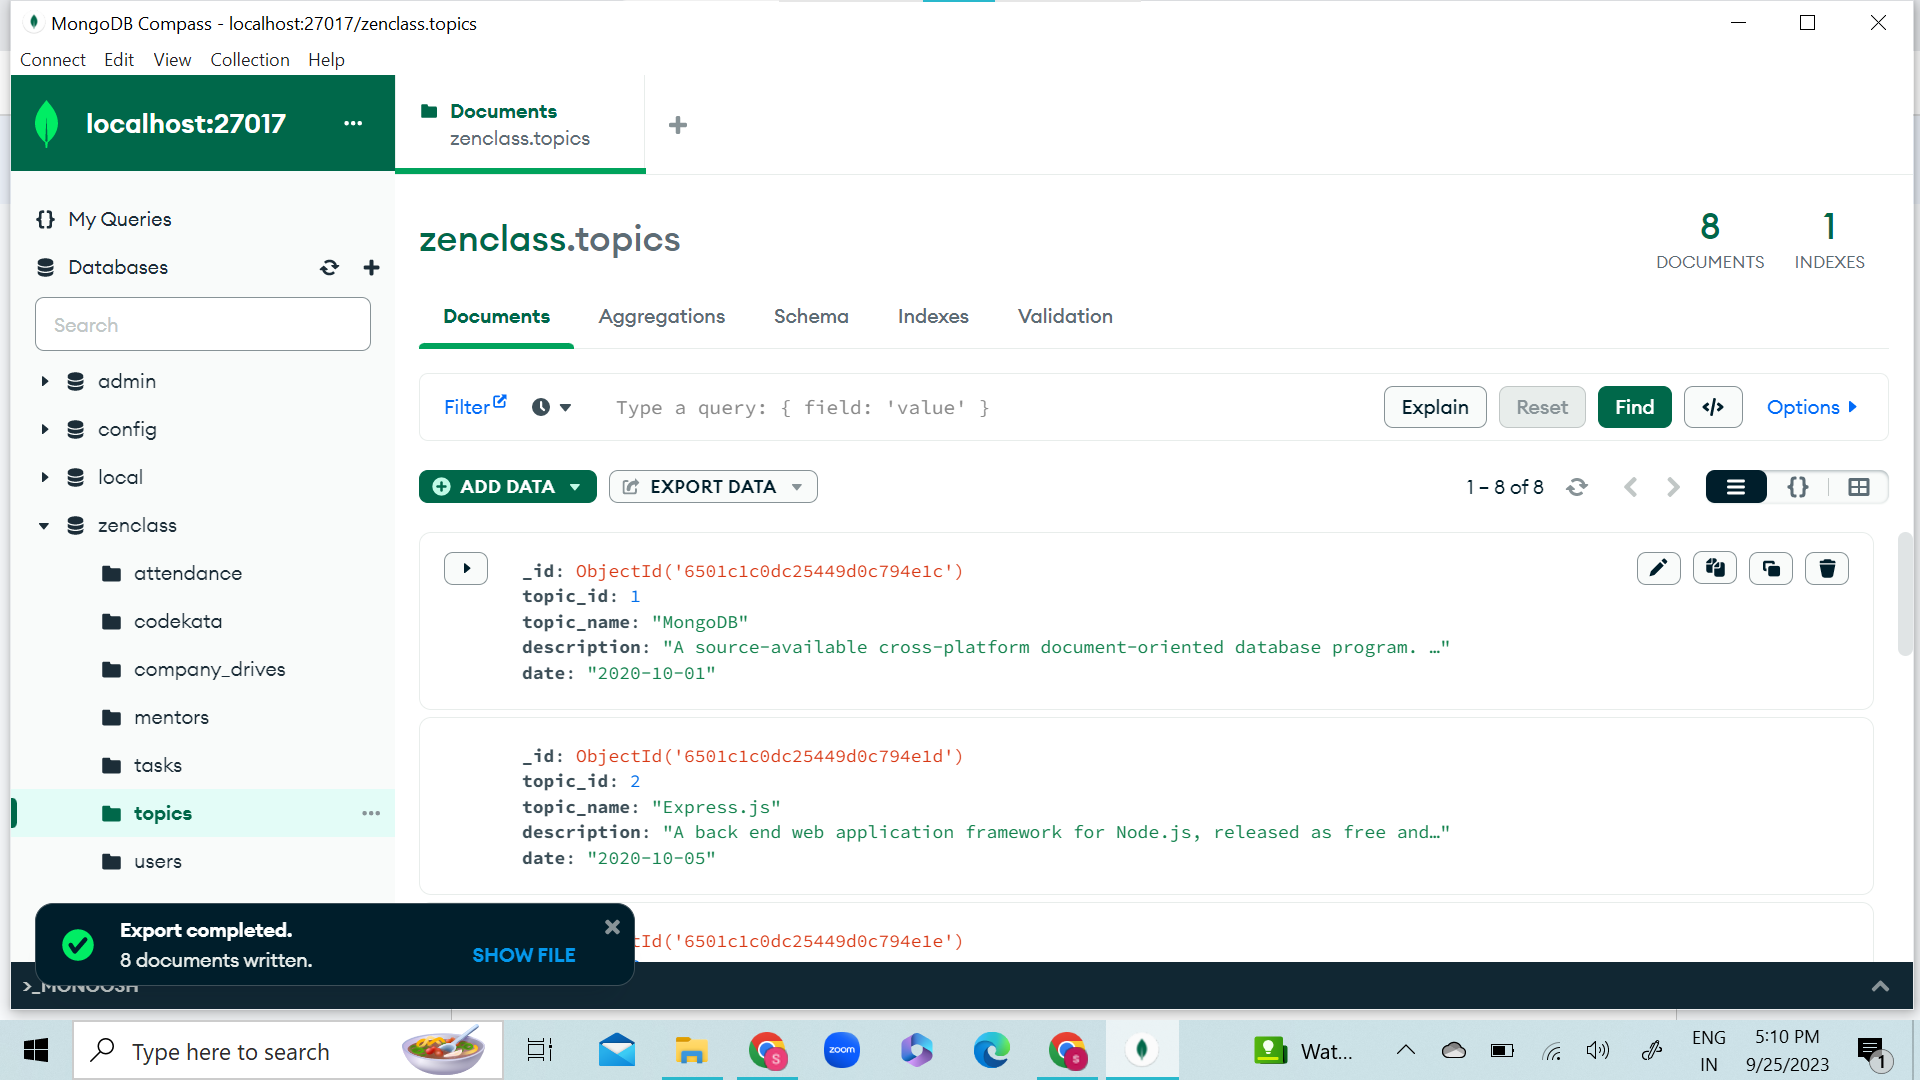 MongoDB Compass - localhost:27017/zenclass.topics
Connect Edit View Collection Help
localhost:27017 ...
Documents
zenclass.topics
+
{} My Queries
Databases
Search
admin
config
local
zenclass
attendance
codekata
company_drives
mentors
tasks
topics ...
users
zenclass.topics
8
DOCUMENTS
1
INDEXES
Documents Aggregations Schema Indexes Validation
Filter Type a query: { field: 'value' } Explain Reset Find </> Options
ADD DATA EXPORT DATA 1 – 8 of 8 {}
_id: ObjectId('6501c1c0dc25449d0c794e1c')
topic_id: 1
topic_name: "MongoDB"
description: "A source-available cross-platform document-oriented database program. …"
date: "2020-10-01"
_id: ObjectId('6501c1c0dc25449d0c794e1d')
topic_id: 2
topic_name: "Express.js"
description: "A back end web application framework for Node.js, released as free and…"
date: "2020-10-05"
ctId('6501c1c0dc25449d0c794e1e')
Export completed.
8 documents written.
SHOW FILE
>_MONGOSH
Type here to search
zoom
S
s
Wat...
ENG
IN
5:10 PM
9/25/2023
1